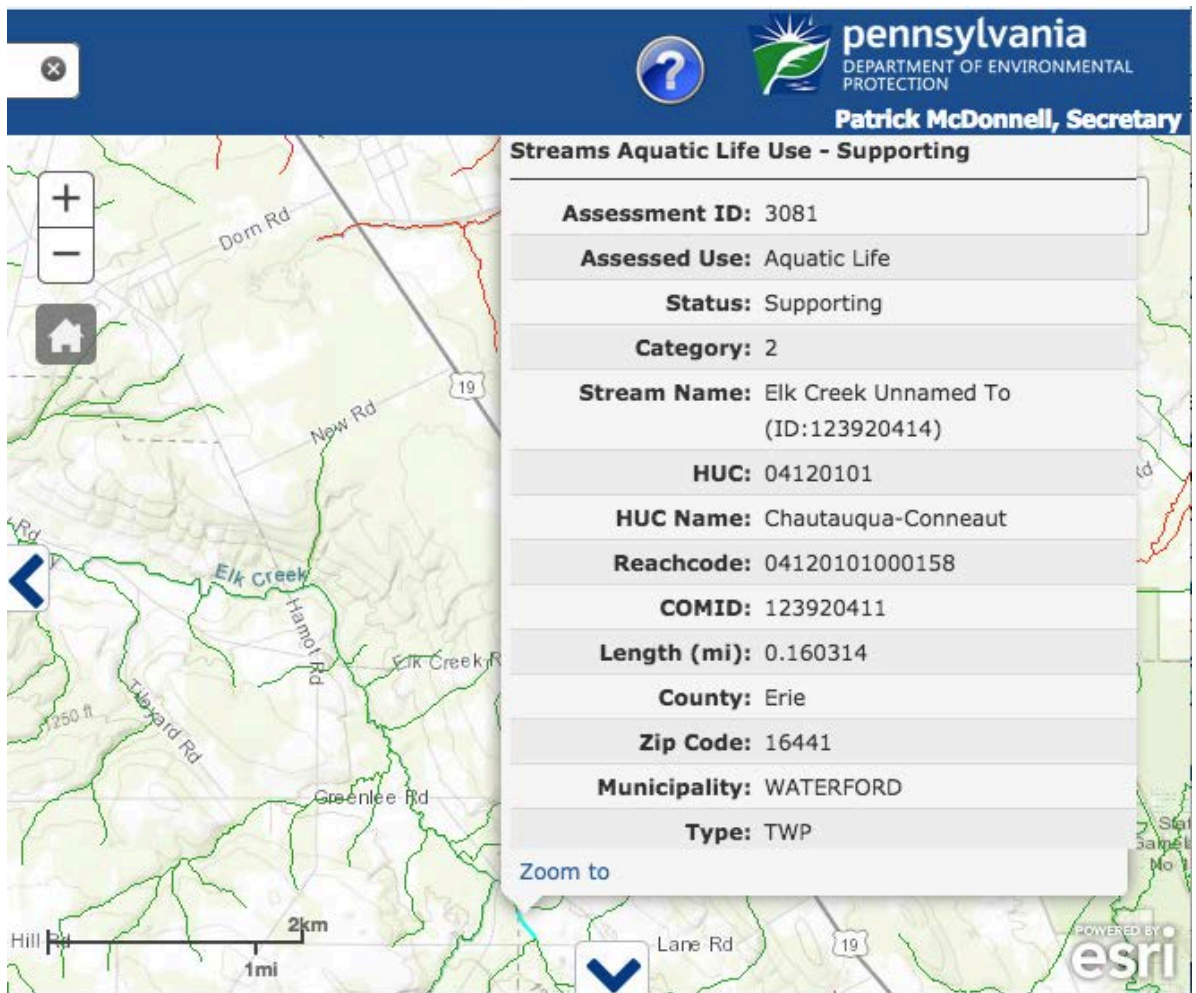 pennsylvania
DEPARTMENT OF ENVIRONMENTAL
PROTECTION
Patrick McDonnell, Secretary
Streams Aquatic Life Use - Supporting
Assessment ID: 3081
Assessed Use: Aquatic Life
Status: Supporting
Category: 2
Stream Name: Elk Creek Unnamed To
(ID:123920414)
HUC: 04120101
HUC Name: Chautauqua-Conneaut
Reachcode: 04120101000158
COMID: 123920411
Length (mi): 0.160314
County: Erie
Zip Code: 16441
Municipality: WATERFORD
Type: TWP
Zoom to
+
−
Dorn Rd
19
New Rd
Rd
Elk Creek
Hamot Rd
Elk Creek R
Tileyard Rd
1250 ft
Greenlee Rd
Hill Rd
2km
1mi
Lane Rd
19
No 1
POWERED BY
esri